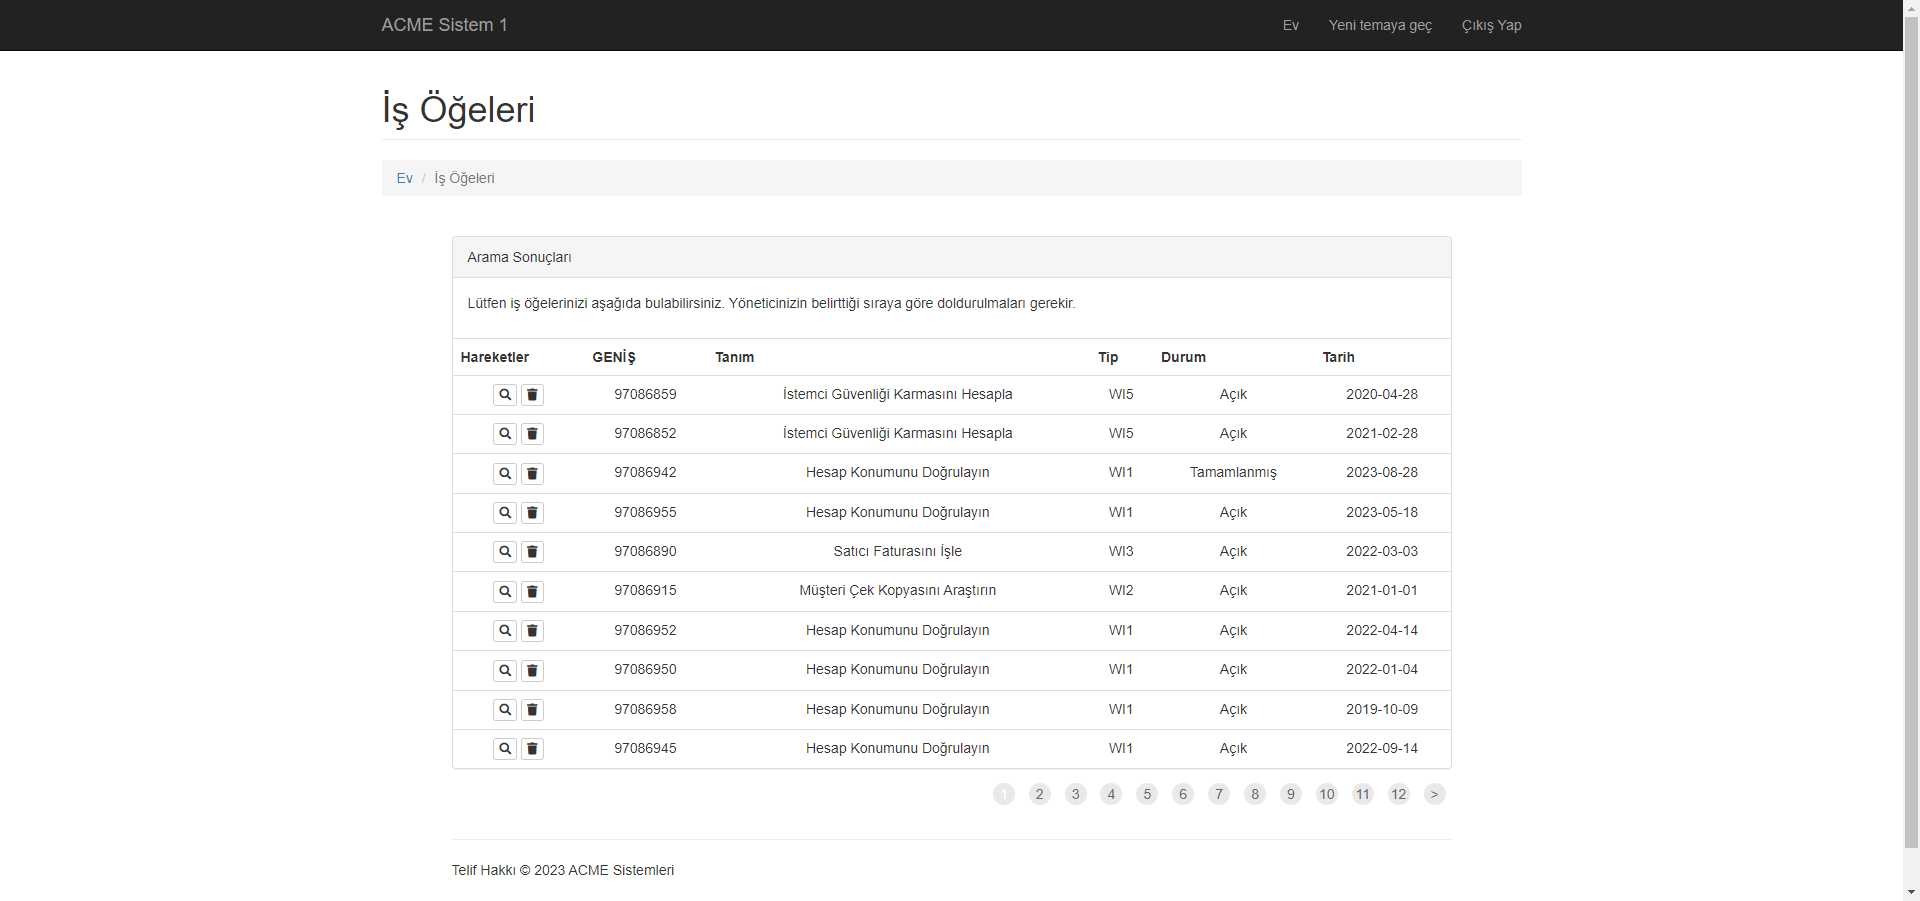 ACME Sistem 1 Ev Yeni temaya geç Çıkış Yap
İş Öğeleri
Ev / İş Öğeleri
Arama Sonuçları
Lütfen iş öğelerinizi aşağıda bulabilirsiniz. Yöneticinizin belirttiği sıraya göre doldurulmaları gerekir.
Hareketler GENİŞ Tanım Tip Durum Tarih
97086859 İstemci Güvenliği Karmasını Hesapla WI5 Açık 2020-04-28
97086852 İstemci Güvenliği Karmasını Hesapla WI5 Açık 2021-02-28
97086942 Hesap Konumunu Doğrulayın WI1 Tamamlanmış 2023-08-28
97086955 Hesap Konumunu Doğrulayın WI1 Açık 2023-05-18
97086890 Satıcı Faturasını İşle WI3 Açık 2022-03-03
97086915 Müşteri Çek Kopyasını Araştırın WI2 Açık 2021-01-01
97086952 Hesap Konumunu Doğrulayın WI1 Açık 2022-04-14
97086950 Hesap Konumunu Doğrulayın WI1 Açık 2022-01-04
97086958 Hesap Konumunu Doğrulayın WI1 Açık 2019-10-09
97086945 Hesap Konumunu Doğrulayın WI1 Açık 2022-09-14
1 2 3 4 5 6 7 8 9 10 11 12 >
Telif Hakkı © 2023 ACME Sistemleri